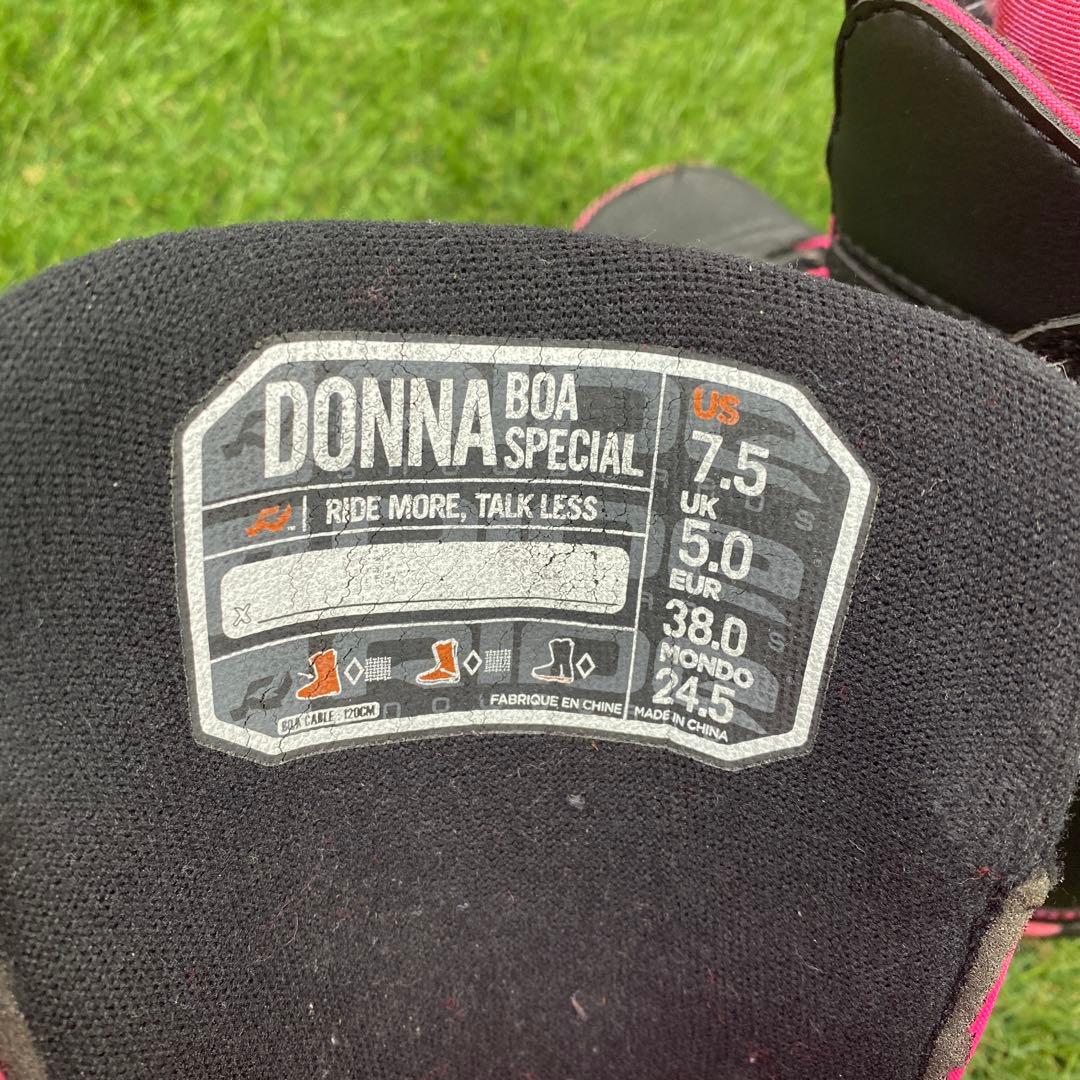 DONNA BOA
SPECIAL
RIDE MORE, TALK LESS
X
BOA CABLE : 120CM
FABRIQUE EN CHINE
US
7.5
UK
5.0
EUR
38.0
MONDO
24.5
MADE IN CHINA